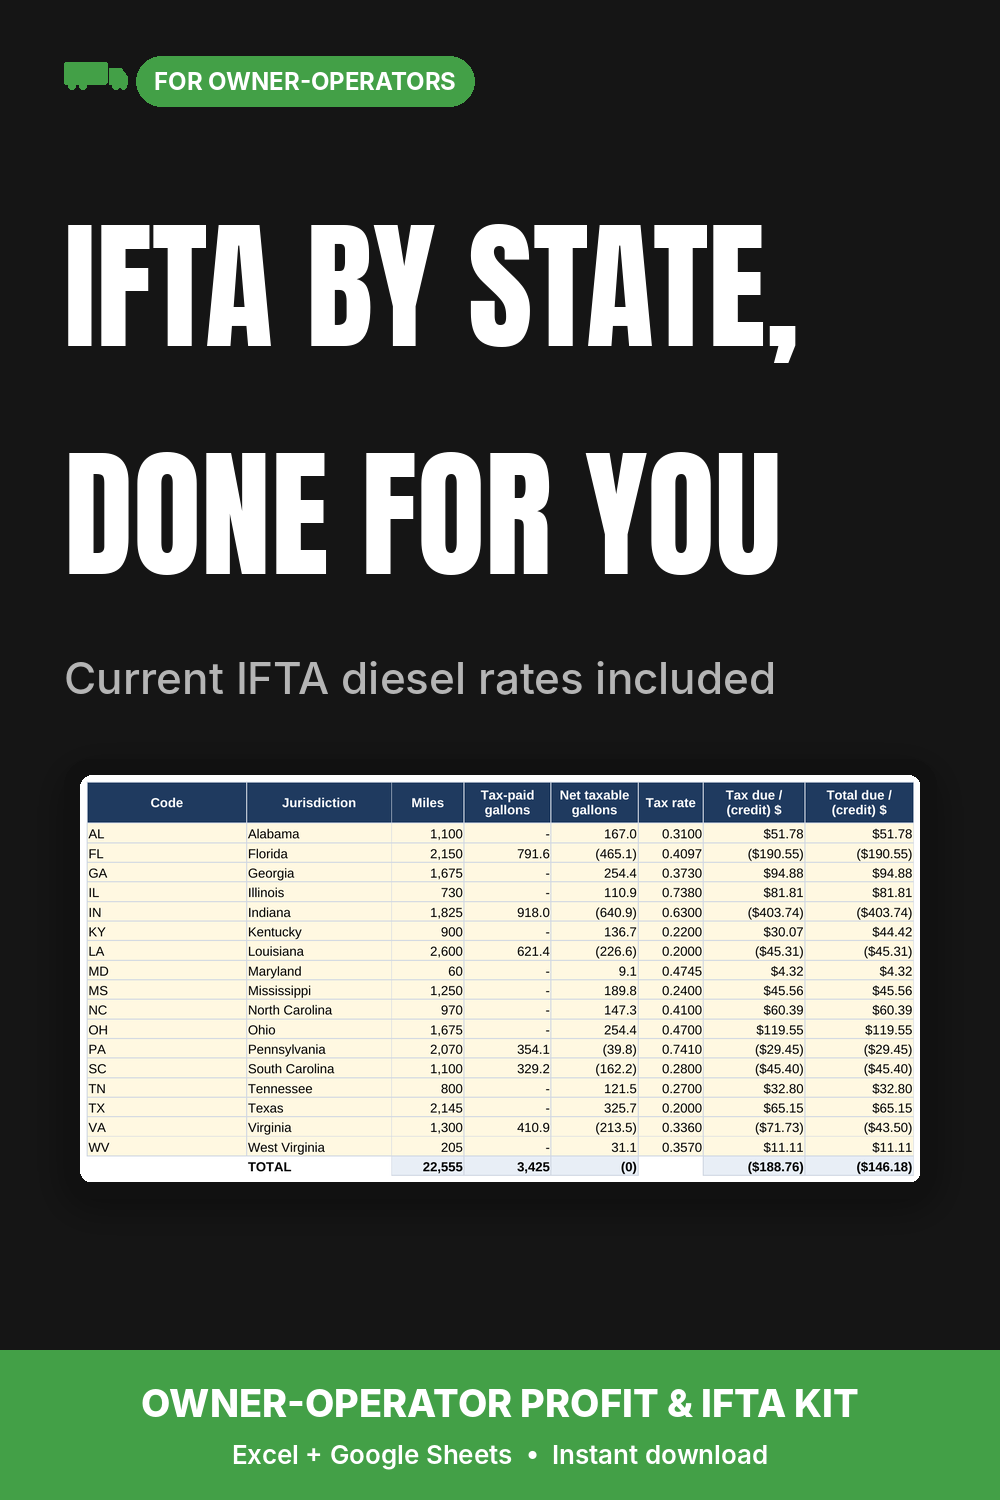 FOR OWNER-OPERATORS
IFTA BY STATE,
DONE FOR YOU
Current IFTA diesel rates included
Code Jurisdiction Miles Tax-paid gallons Net taxable gallons Tax rate Tax due / (credit) $ Total due / (credit) $
AL Alabama 1,100 - 167.0 0.3100 $51.78 $51.78
FL Florida 2,150 791.6 (465.1) 0.4097 ($190.55) ($190.55)
GA Georgia 1,675 - 254.4 0.3730 $94.88 $94.88
IL Illinois 730 - 110.9 0.7380 $81.81 $81.81
IN Indiana 1,825 918.0 (640.9) 0.6300 ($403.74) ($403.74)
KY Kentucky 900 - 136.7 0.2200 $30.07 $44.42
LA Louisiana 2,600 621.4 (226.6) 0.2000 ($45.31) ($45.31)
MD Maryland 60 - 9.1 0.4745 $4.32 $4.32
MS Mississippi 1,250 - 189.8 0.2400 $45.56 $45.56
NC North Carolina 970 - 147.3 0.4100 $60.39 $60.39
OH Ohio 1,675 - 254.4 0.4700 $119.55 $119.55
PA Pennsylvania 2,070 354.1 (39.8) 0.7410 ($29.45) ($29.45)
SC South Carolina 1,100 329.2 (162.2) 0.2800 ($45.40) ($45.40)
TN Tennessee 800 - 121.5 0.2700 $32.80 $32.80
TX Texas 2,145 - 325.7 0.2000 $65.15 $65.15
VA Virginia 1,300 410.9 (213.5) 0.3360 ($71.73) ($43.50)
WV West Virginia 205 - 31.1 0.3570 $11.11 $11.11
TOTAL 22,555 3,425 (0) ($188.76) ($146.18)
OWNER-OPERATOR PROFIT & IFTA KIT
Excel + Google Sheets • Instant download